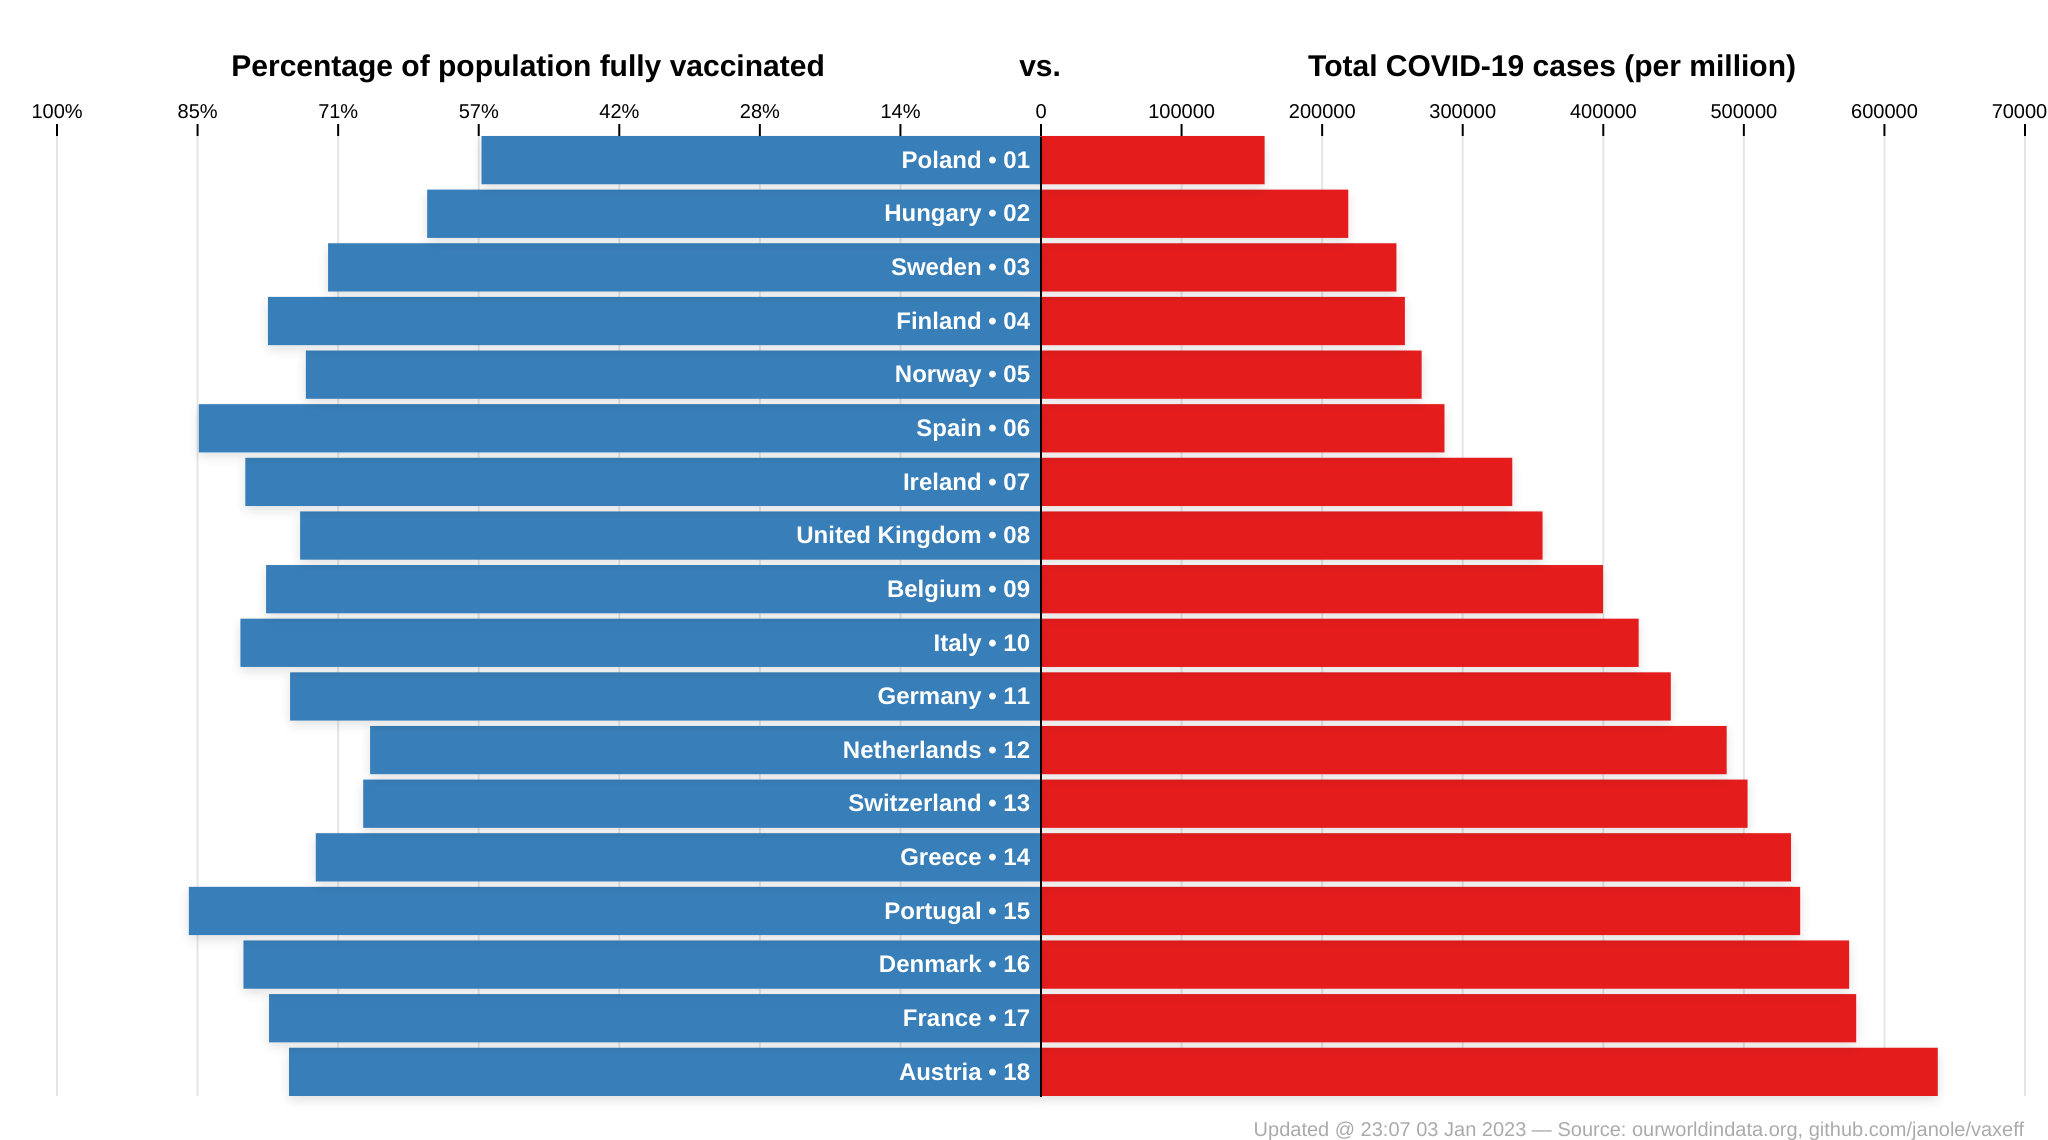 Percentage of population fully vaccinated vs. Total COVID-19 cases (per million)
100% 85% 71% 57% 42% 28% 14% 0 100000 200000 300000 400000 500000 600000 70000
Poland • 01
Hungary • 02
Sweden • 03
Finland • 04
Norway • 05
Spain • 06
Ireland • 07
United Kingdom • 08
Belgium • 09
Italy • 10
Germany • 11
Netherlands • 12
Switzerland • 13
Greece • 14
Portugal • 15
Denmark • 16
France • 17
Austria • 18
Updated @ 23:07 03 Jan 2023 — Source: ourworldindata.org, github.com/janole/vaxeff